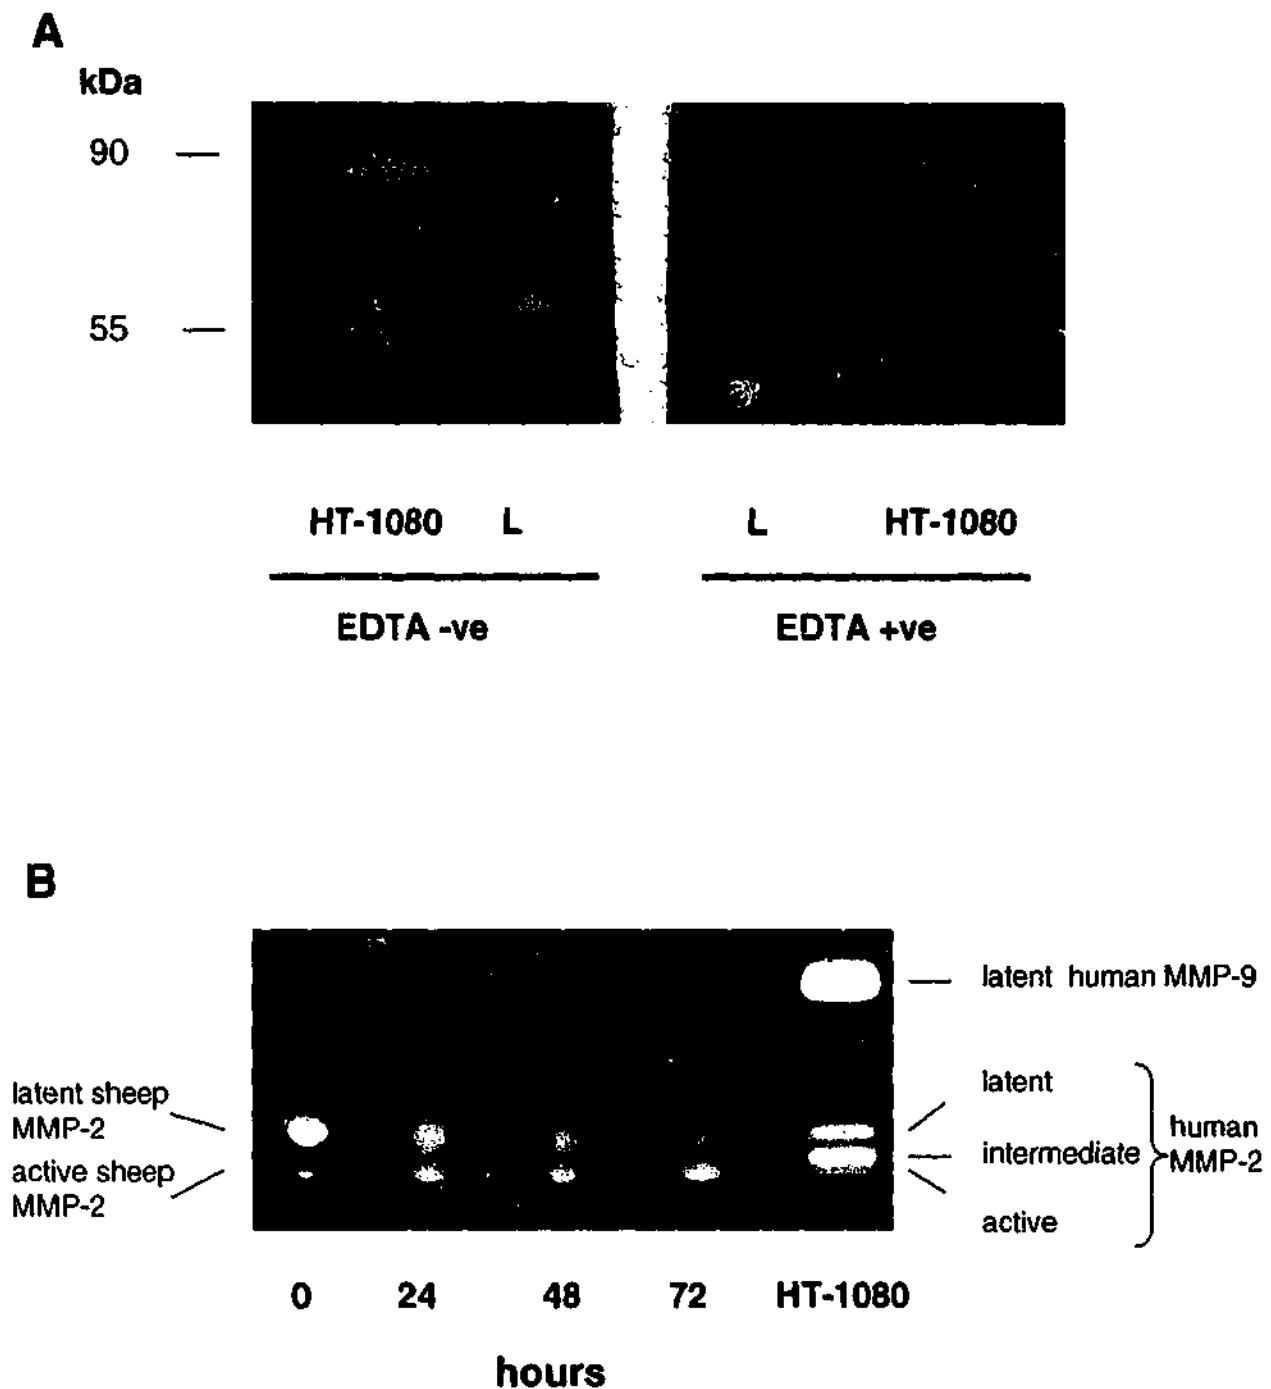 A
kDa
90
55
HT-1080 L L HT-1080
EDTA -ve EDTA +ve
B
latent human MMP-9
latent sheep
MMP-2
active sheep
MMP-2
latent
intermediate
active
human
MMP-2
0 24 48 72 HT-1080
hours